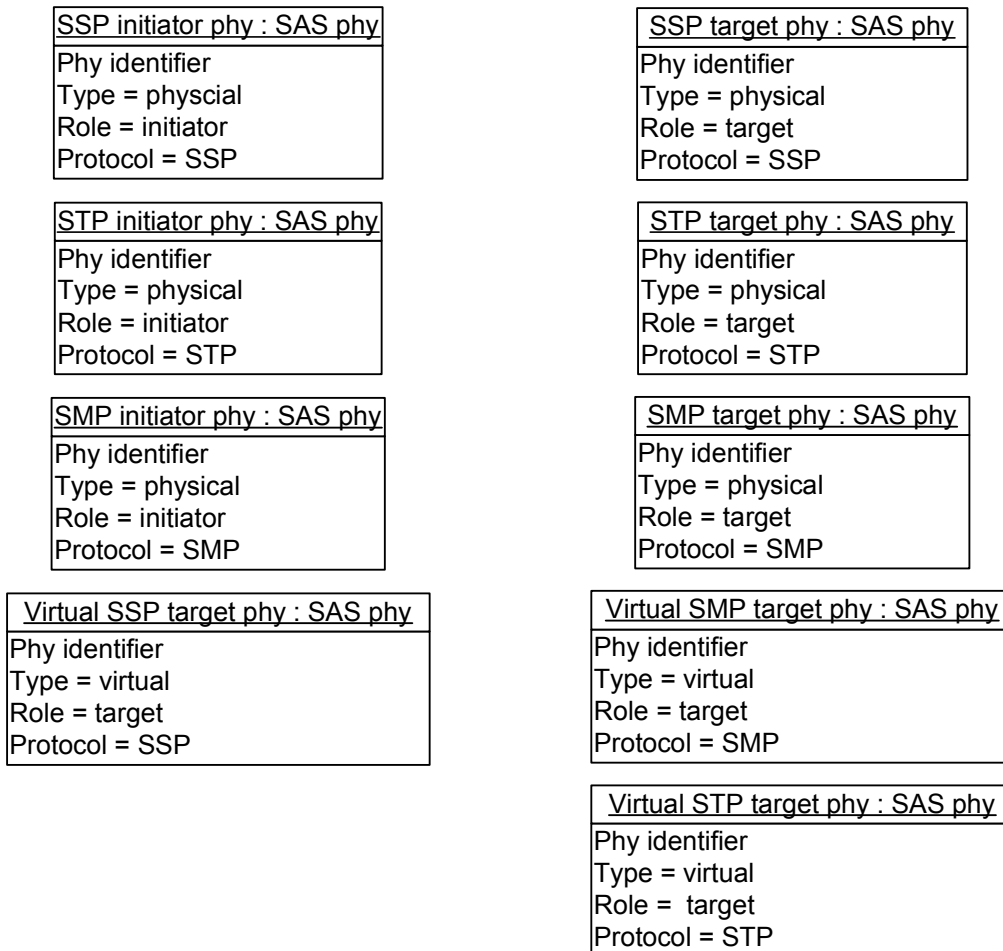 SSP initiator phy : SAS phy
Phy identifier
Type = physcial
Role = initiator
Protocol = SSP
SSP target phy : SAS phy
Phy identifier
Type = physical
Role = target
Protocol = SSP
STP initiator phy : SAS phy
Phy identifier
Type = physical
Role = initiator
Protocol = STP
STP target phy : SAS phy
Phy identifier
Type = physical
Role = target
Protocol = STP
SMP initiator phy : SAS phy
Phy identifier
Type = physical
Role = initiator
Protocol = SMP
SMP target phy : SAS phy
Phy identifier
Type = physical
Role = target
Protocol = SMP
Virtual SSP target phy : SAS phy
Phy identifier
Type = virtual
Role = target
Protocol = SSP
Virtual SMP target phy : SAS phy
Phy identifier
Type = virtual
Role = target
Protocol = SMP
Virtual STP target phy : SAS phy
Phy identifier
Type = virtual
Role =  target
Protocol = STP